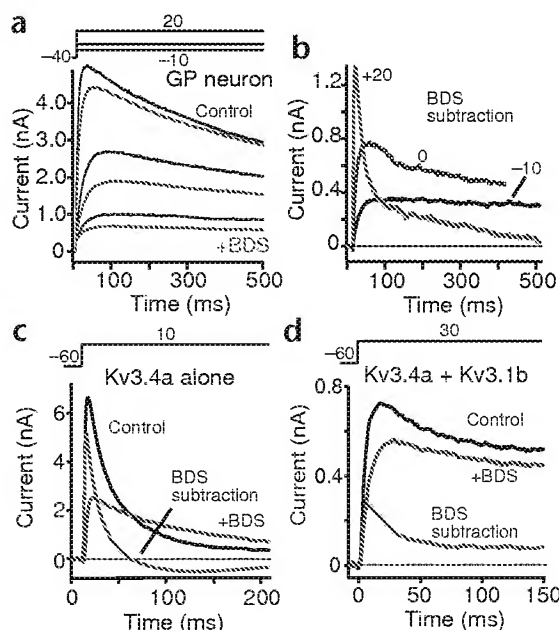 a
20
−40
−10
GP neuron
Control
+BDS
Current (nA)
4.0
3.0
2.0
1.0
0
100
300
500
Time (ms)
b
+20
BDS
subtraction
0
−10
Current (nA)
1.2
0.8
0.4
0
100
300
500
Time (ms)
c
10
−60
Kv3.4a alone
Control
BDS
subtraction
+BDS
Current (nA)
6
4
2
0
0
100
200
Time (ms)
d
30
−60
Kv3.4a + Kv3.1b
Control
+BDS
BDS
subtraction
Current (nA)
0.8
0.4
0
0
50
100
150
Time (ms)